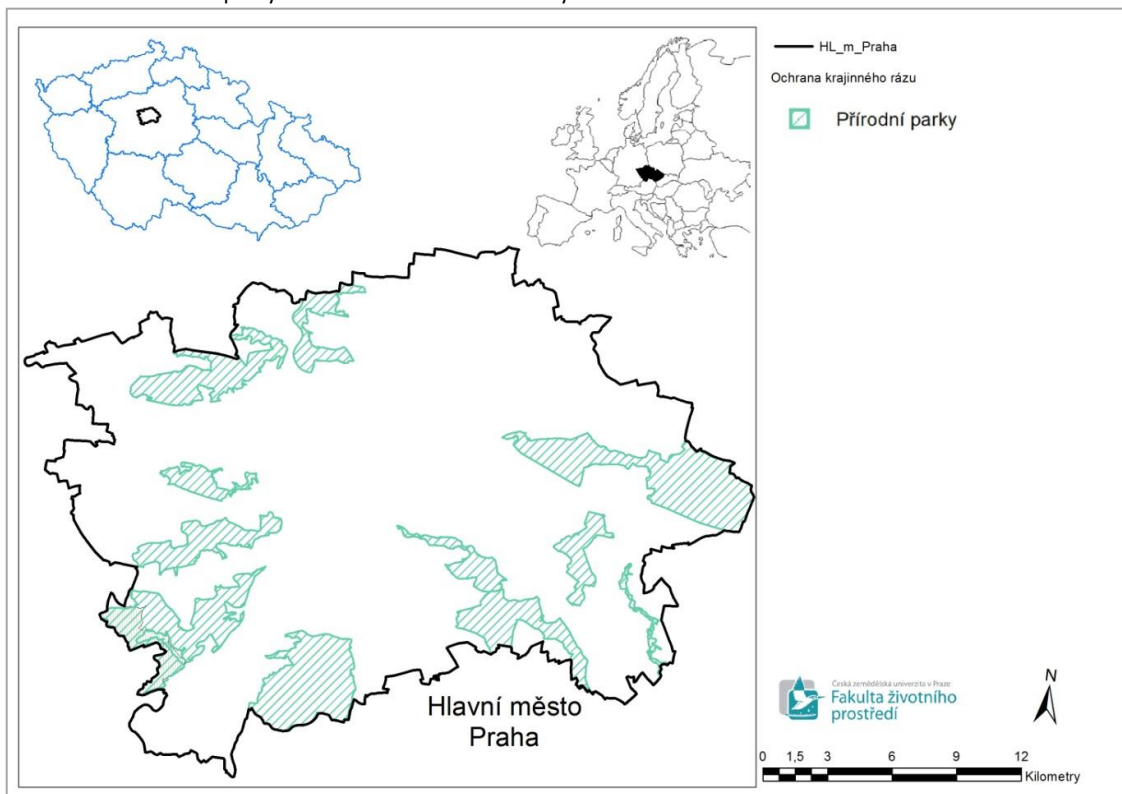 HL_m_Praha
Ochrana krajinného rázu
Přírodní parky
Hlavní město
Praha
Česká zemědělská univerzita v Praze
Fakulta životního
prostředí
N
0 1,5 3 6 9 12
Kilometry